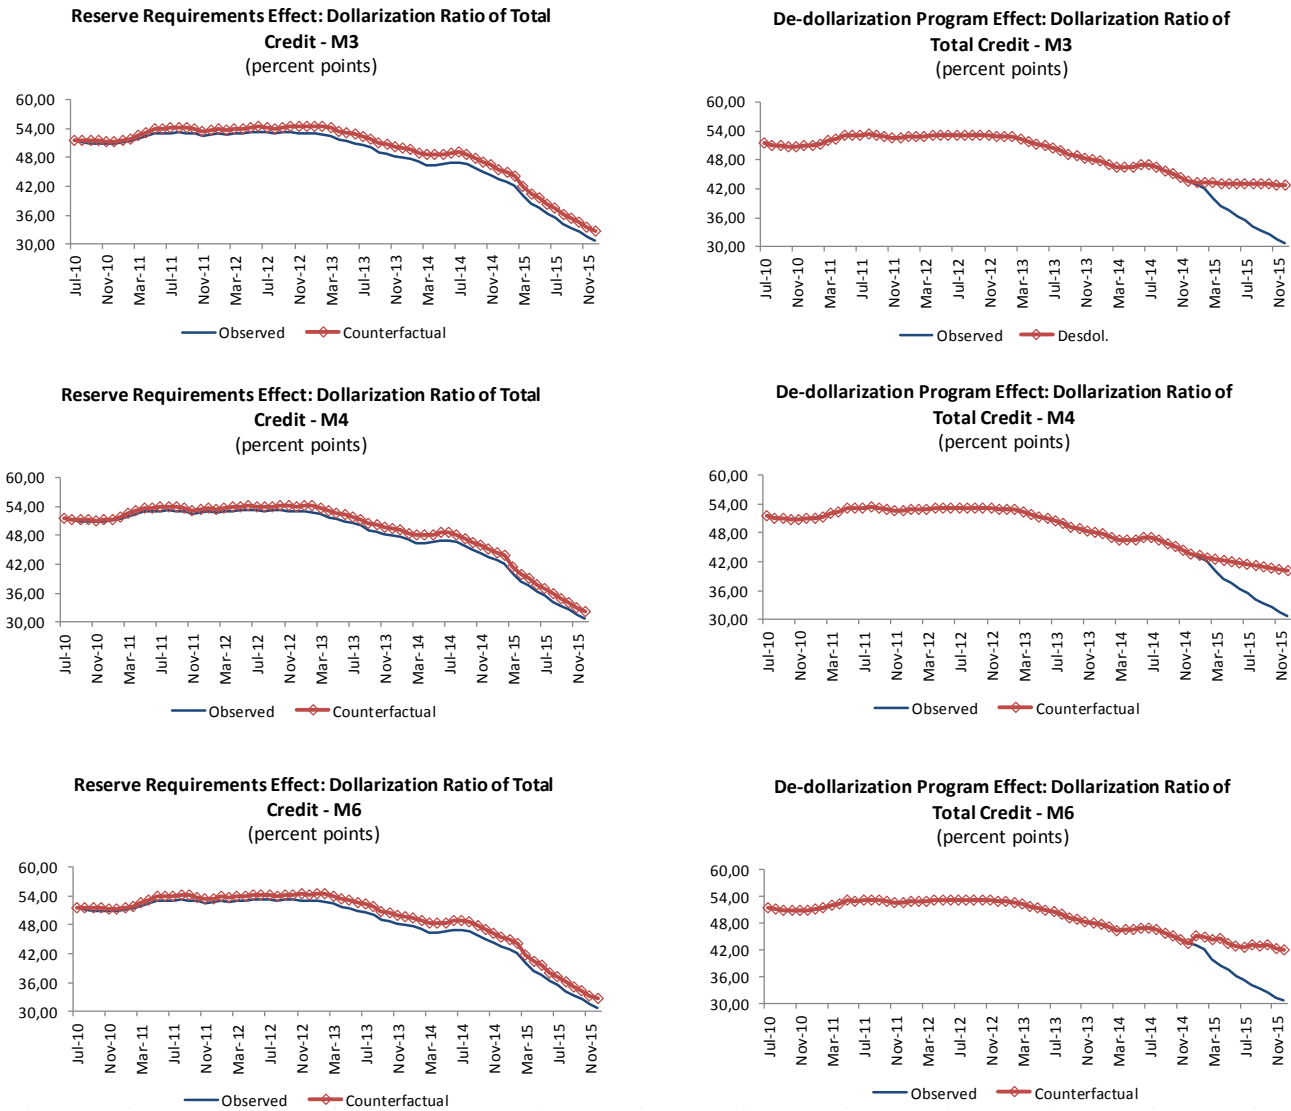 Reserve Requirements Effect: Dollarization Ratio of Total
Credit - M3
(percent points)
60,00
54,00
48,00
42,00
36,00
30,00
Jul-10
Nov-10
Mar-11
Jul-11
Nov-11
Mar-12
Jul-12
Nov-12
Mar-13
Jul-13
Nov-13
Mar-14
Jul-14
Nov-14
Mar-15
Jul-15
Nov-15
Observed
Counterfactual
De-dollarization Program Effect: Dollarization Ratio of
Total Credit - M3
(percent points)
60,00
54,00
48,00
42,00
36,00
30,00
Jul-10
Nov-10
Mar-11
Jul-11
Nov-11
Mar-12
Jul-12
Nov-12
Mar-13
Jul-13
Nov-13
Mar-14
Jul-14
Nov-14
Mar-15
Jul-15
Nov-15
Observed
Desdol.
Reserve Requirements Effect: Dollarization Ratio of Total
Credit - M4
(percent points)
60,00
54,00
48,00
42,00
36,00
30,00
Jul-10
Nov-10
Mar-11
Jul-11
Nov-11
Mar-12
Jul-12
Nov-12
Mar-13
Jul-13
Nov-13
Mar-14
Jul-14
Nov-14
Mar-15
Jul-15
Nov-15
Observed
Counterfactual
De-dollarization Program Effect: Dollarization Ratio of
Total Credit - M4
(percent points)
60,00
54,00
48,00
42,00
36,00
30,00
Jul-10
Nov-10
Mar-11
Jul-11
Nov-11
Mar-12
Jul-12
Nov-12
Mar-13
Jul-13
Nov-13
Mar-14
Jul-14
Nov-14
Mar-15
Jul-15
Nov-15
Observed
Counterfactual
Reserve Requirements Effect: Dollarization Ratio of Total
Credit - M6
(percent points)
60,00
54,00
48,00
42,00
36,00
30,00
Jul-10
Nov-10
Mar-11
Jul-11
Nov-11
Mar-12
Jul-12
Nov-12
Mar-13
Jul-13
Nov-13
Mar-14
Jul-14
Nov-14
Mar-15
Jul-15
Nov-15
Observed
Counterfactual
De-dollarization Program Effect: Dollarization Ratio of
Total Credit - M6
(percent points)
60,00
54,00
48,00
42,00
36,00
30,00
Jul-10
Nov-10
Mar-11
Jul-11
Nov-11
Mar-12
Jul-12
Nov-12
Mar-13
Jul-13
Nov-13
Mar-14
Jul-14
Nov-14
Mar-15
Jul-15
Nov-15
Observed
Counterfactual